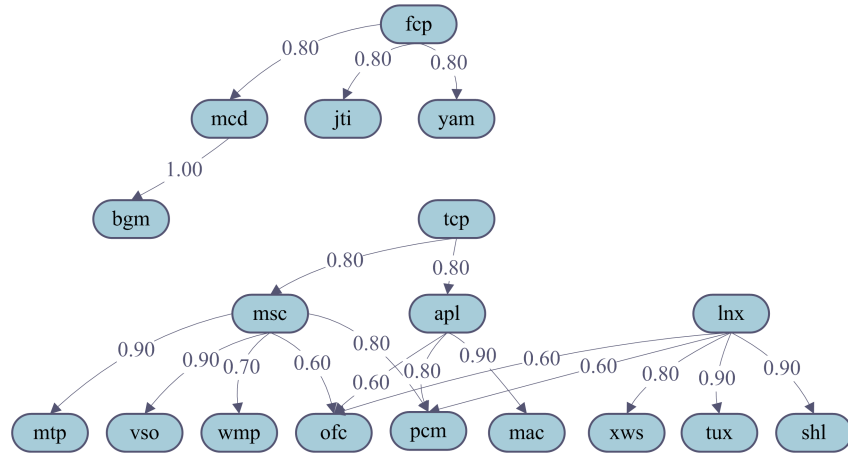 fcp
0.80 0.80 0.80
mcd jti yam
1.00
bgm tcp
0.80 0.80
msc apl lnx
0.90 0.90 0.70 0.60 0.80 0.60 0.80 0.90 0.60 0.60 0.80 0.90 0.90
mtp vso wmp ofc pcm mac xws tux shl